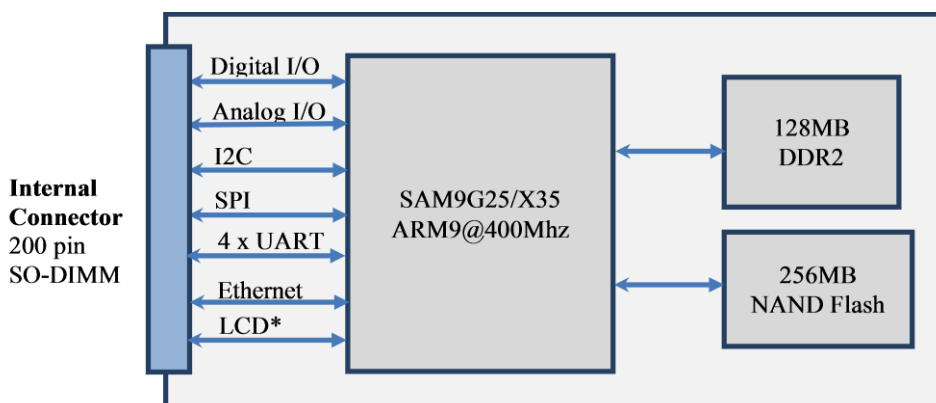 Internal
Connector
200 pin
SO-DIMM
Digital I/O
Analog I/O
I2C
SPI
4 x UART
Ethernet
LCD*
SAM9G25/X35
ARM9@400Mhz
128MB
DDR2
256MB
NAND Flash